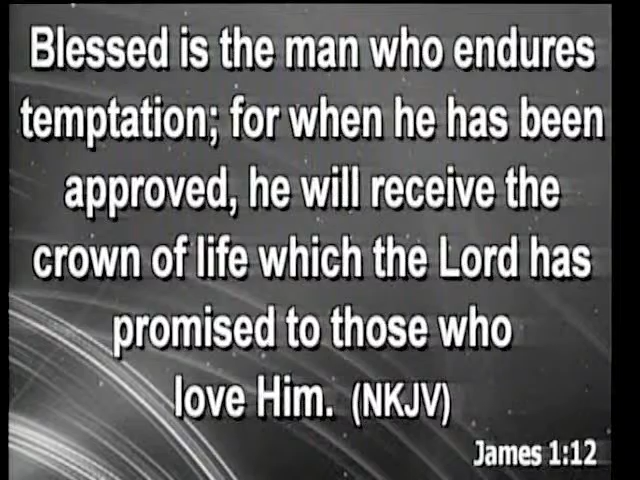 Blessed is the man who endures
temptation; for when he has been
approved, he will receive the
crown of life which the Lord has
promised to those who
love Him. (NKJV)
James 1:12